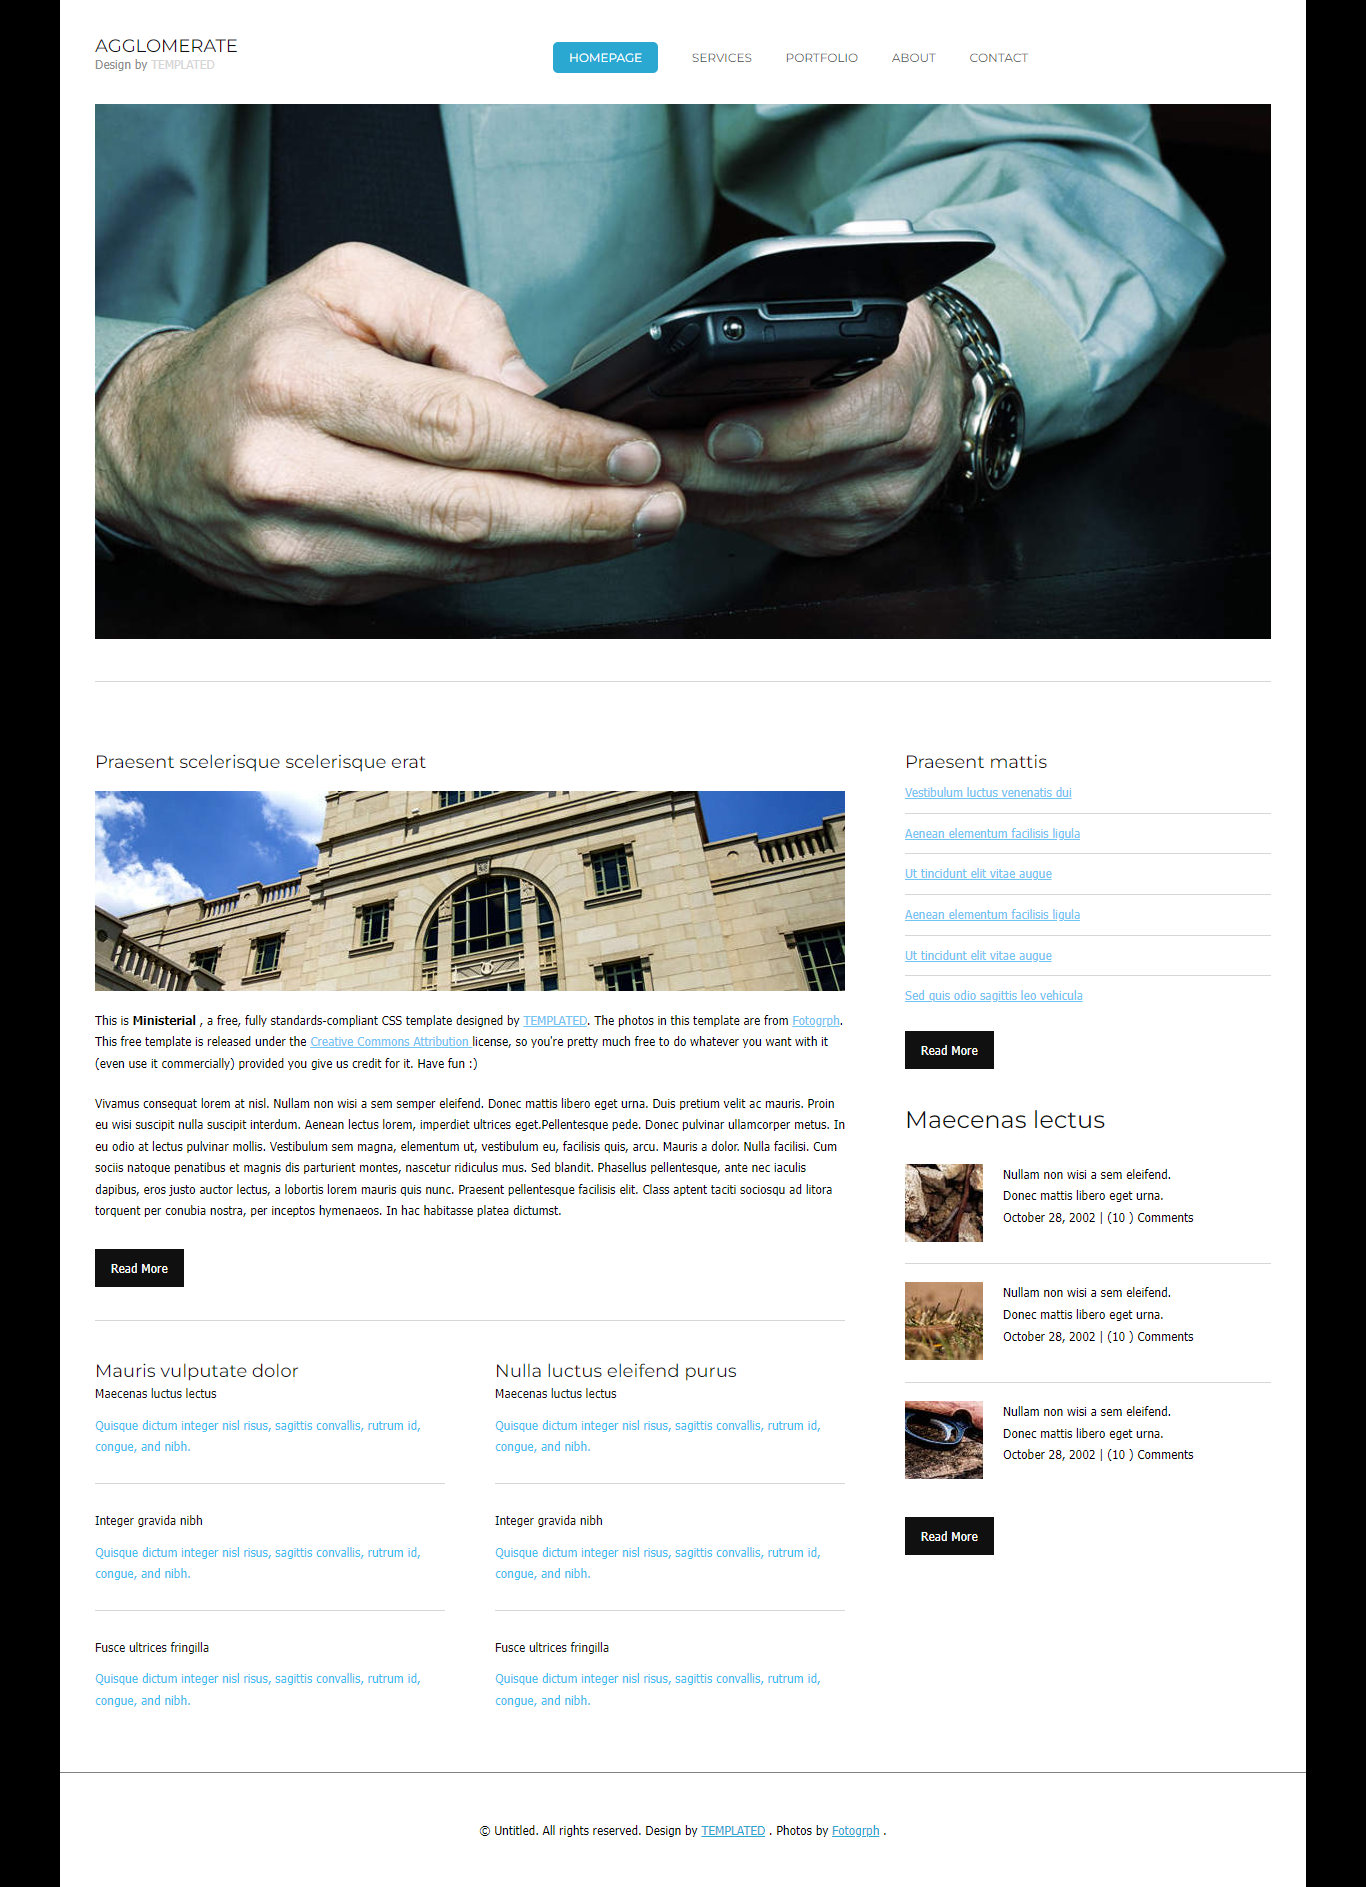 AGGLOMERATE
Design by TEMPLATED
HOMEPAGE
SERVICES
PORTFOLIO
ABOUT
CONTACT
Praesent scelerisque scelerisque erat
This is Ministerial , a free, fully standards-compliant CSS template designed by TEMPLATED. The photos in this template are from Fotogrph.
This free template is released under the Creative Commons Attribution license, so you're pretty much free to do whatever you want with it
(even use it commercially) provided you give us credit for it. Have fun :)
Vivamus consequat lorem at nisl. Nullam non wisi a sem semper eleifend. Donec mattis libero eget urna. Duis pretium velit ac mauris. Proin
eu wisi suscipit nulla suscipit interdum. Aenean lectus lorem, imperdiet ultrices eget.Pellentesque pede. Donec pulvinar ullamcorper metus. In
eu odio at lectus pulvinar mollis. Vestibulum sem magna, elementum ut, vestibulum eu, facilisis quis, arcu. Mauris a dolor. Nulla facilisi. Cum
sociis natoque penatibus et magnis dis parturient montes, nascetur ridiculus mus. Sed blandit. Phasellus pellentesque, ante nec iaculis
dapibus, eros justo auctor lectus, a lobortis lorem mauris quis nunc. Praesent pellentesque facilisis elit. Class aptent taciti sociosqu ad litora
torquent per conubia nostra, per inceptos hymenaeos. In hac habitasse platea dictumst.
Read More
Mauris vulputate dolor
Maecenas luctus lectus
Quisque dictum integer nisl risus, sagittis convallis, rutrum id,
congue, and nibh.
Integer gravida nibh
Quisque dictum integer nisl risus, sagittis convallis, rutrum id,
congue, and nibh.
Fusce ultrices fringilla
Quisque dictum integer nisl risus, sagittis convallis, rutrum id,
congue, and nibh.
Nulla luctus eleifend purus
Maecenas luctus lectus
Quisque dictum integer nisl risus, sagittis convallis, rutrum id,
congue, and nibh.
Integer gravida nibh
Quisque dictum integer nisl risus, sagittis convallis, rutrum id,
congue, and nibh.
Fusce ultrices fringilla
Quisque dictum integer nisl risus, sagittis convallis, rutrum id,
congue, and nibh.
Praesent mattis
Vestibulum luctus venenatis dui
Aenean elementum facilisis ligula
Ut tincidunt elit vitae augue
Aenean elementum facilisis ligula
Ut tincidunt elit vitae augue
Sed quis odio sagittis leo vehicula
Read More
Maecenas lectus
Nullam non wisi a sem eleifend.
Donec mattis libero eget urna.
October 28, 2002 | (10 ) Comments
Nullam non wisi a sem eleifend.
Donec mattis libero eget urna.
October 28, 2002 | (10 ) Comments
Nullam non wisi a sem eleifend.
Donec mattis libero eget urna.
October 28, 2002 | (10 ) Comments
Read More
© Untitled. All rights reserved. Design by TEMPLATED . Photos by Fotogrph .